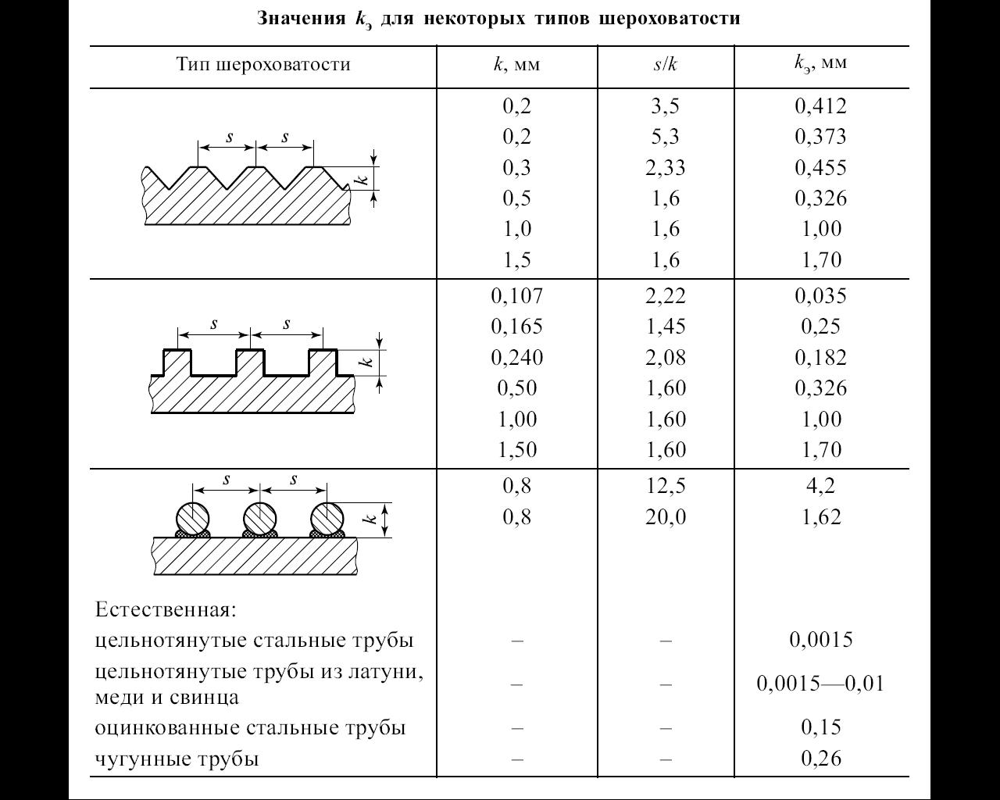 Значения kэ для некоторых типов шероховатости
Тип шероховатости k, мм s/k kэ, мм
0,2 3,5 0,412
s s 0,2 5,3 0,373
k 0,3 2,33 0,455
0,5 1,6 0,326
1,0 1,6 1,00
1,5 1,6 1,70
0,107 2,22 0,035
s s 0,165 1,45 0,25
k 0,240 2,08 0,182
0,50 1,60 0,326
1,00 1,60 1,00
1,50 1,60 1,70
s s 0,8 12,5 4,2
k 0,8 20,0 1,62
Естественная:
цельнотянутые стальные трубы – – 0,0015
цельнотянутые трубы из латуни,
меди и свинца – – 0,0015—0,01
оцинкованные стальные трубы – – 0,15
чугунные трубы – – 0,26